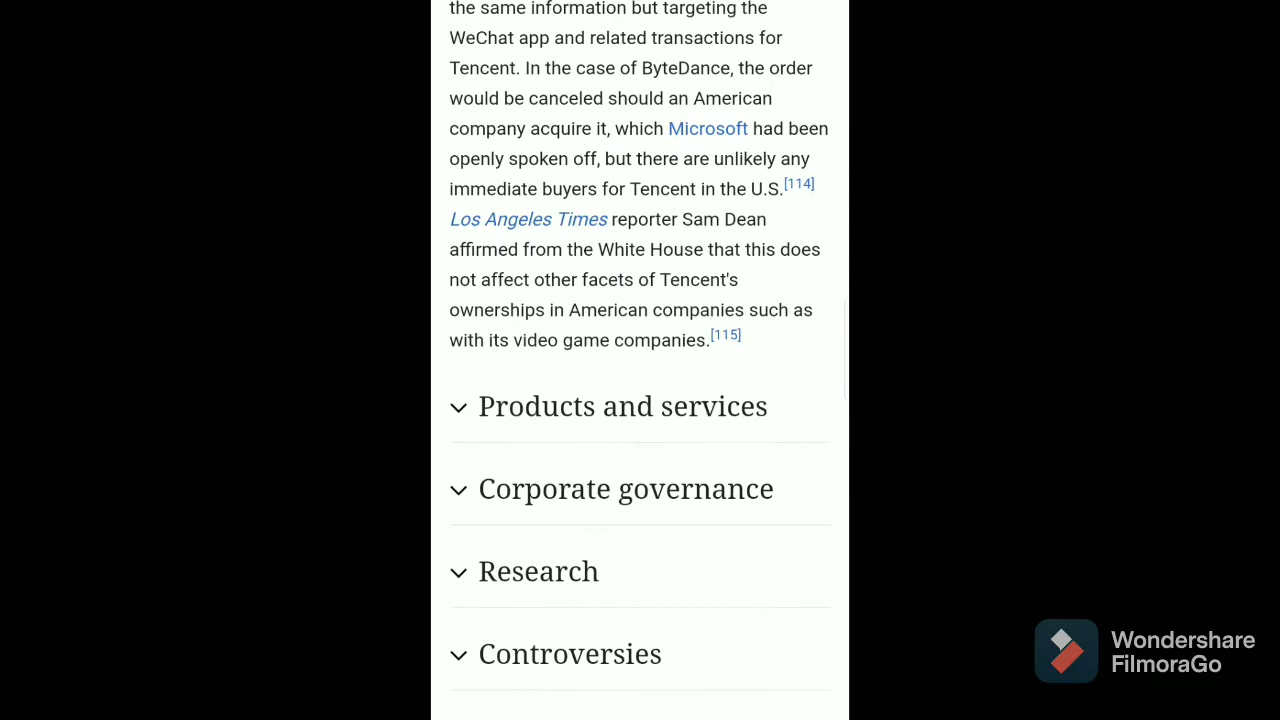 the same information but targeting the
WeChat app and related transactions for
Tencent. In the case of ByteDance, the order
would be canceled should an American
company acquire it, which Microsoft had been
openly spoken off, but there are unlikely any
immediate buyers for Tencent in the U.S.[114]
Los Angeles Times reporter Sam Dean
affirmed from the White House that this does
not affect other facets of Tencent's
ownerships in American companies such as
with its video game companies.[115]
Products and services
Corporate governance
Research
Controversies
Wondershare
FilmoraGo